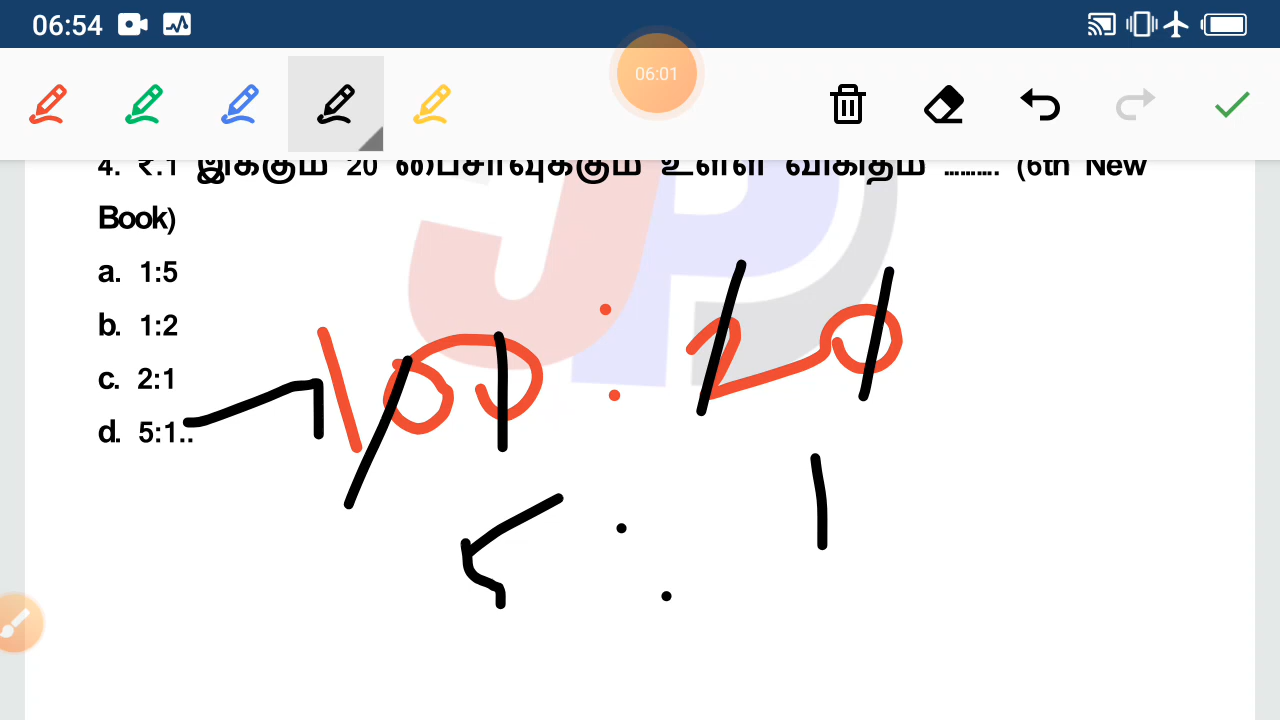 06:54
06:01
4. ₹.1 இக்கும் 20 பைசாவுக்கும் உள்ள விகிதம் .......... (6th New
Book)
a. 1:5
b. 1:2
c. 2:1
d. 5:1..
100 : 20
5 : 1